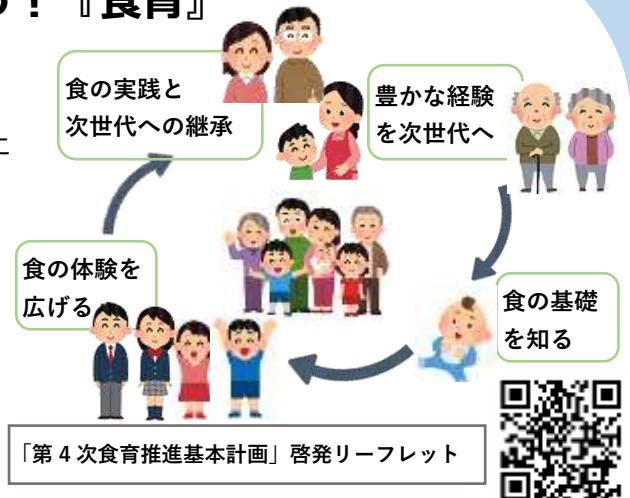 ！『食育』
食の実践と
次世代への継承
豊かな経験
を次世代へ
に
食の体験を
広げる
食の基礎
を知る
「第４次食育推進基本計画」啓発リーフレット